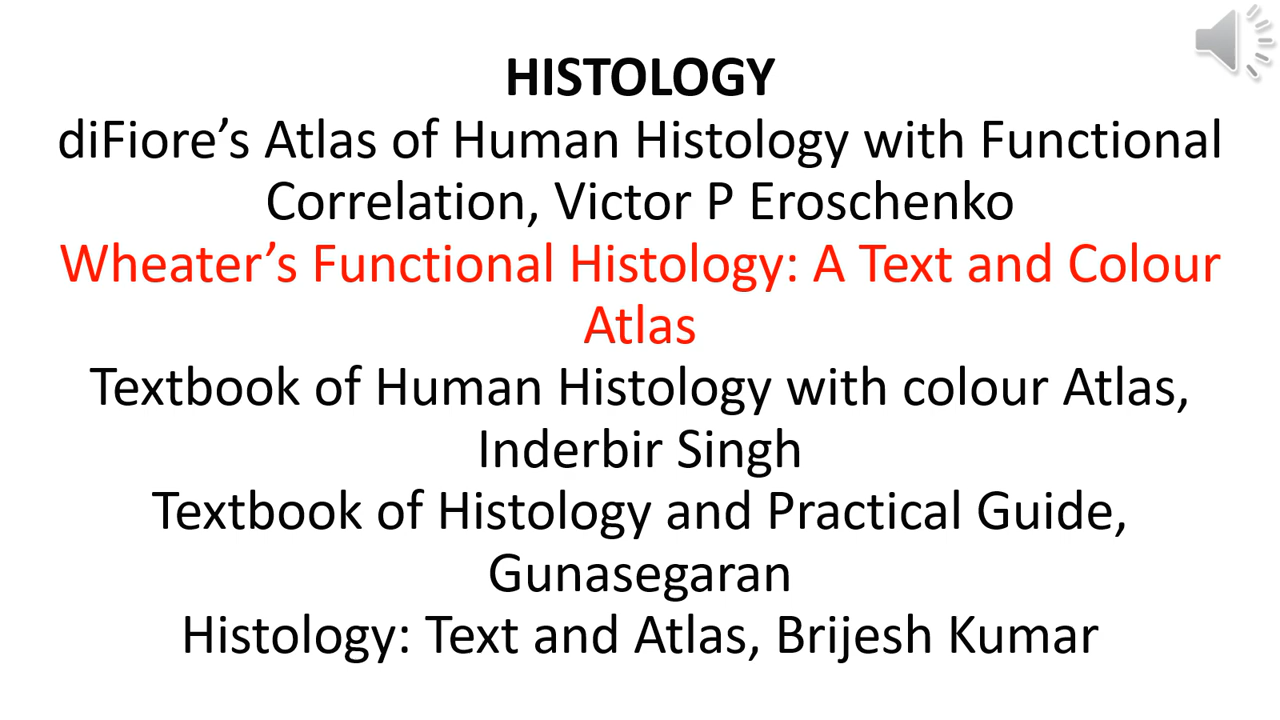 HISTOLOGY
diFiore’s Atlas of Human Histology with Functional
Correlation, Victor P Eroschenko
Wheater’s Functional Histology: A Text and Colour
Atlas
Textbook of Human Histology with colour Atlas,
Inderbir Singh
Textbook of Histology and Practical Guide,
Gunasegaran
Histology: Text and Atlas, Brijesh Kumar